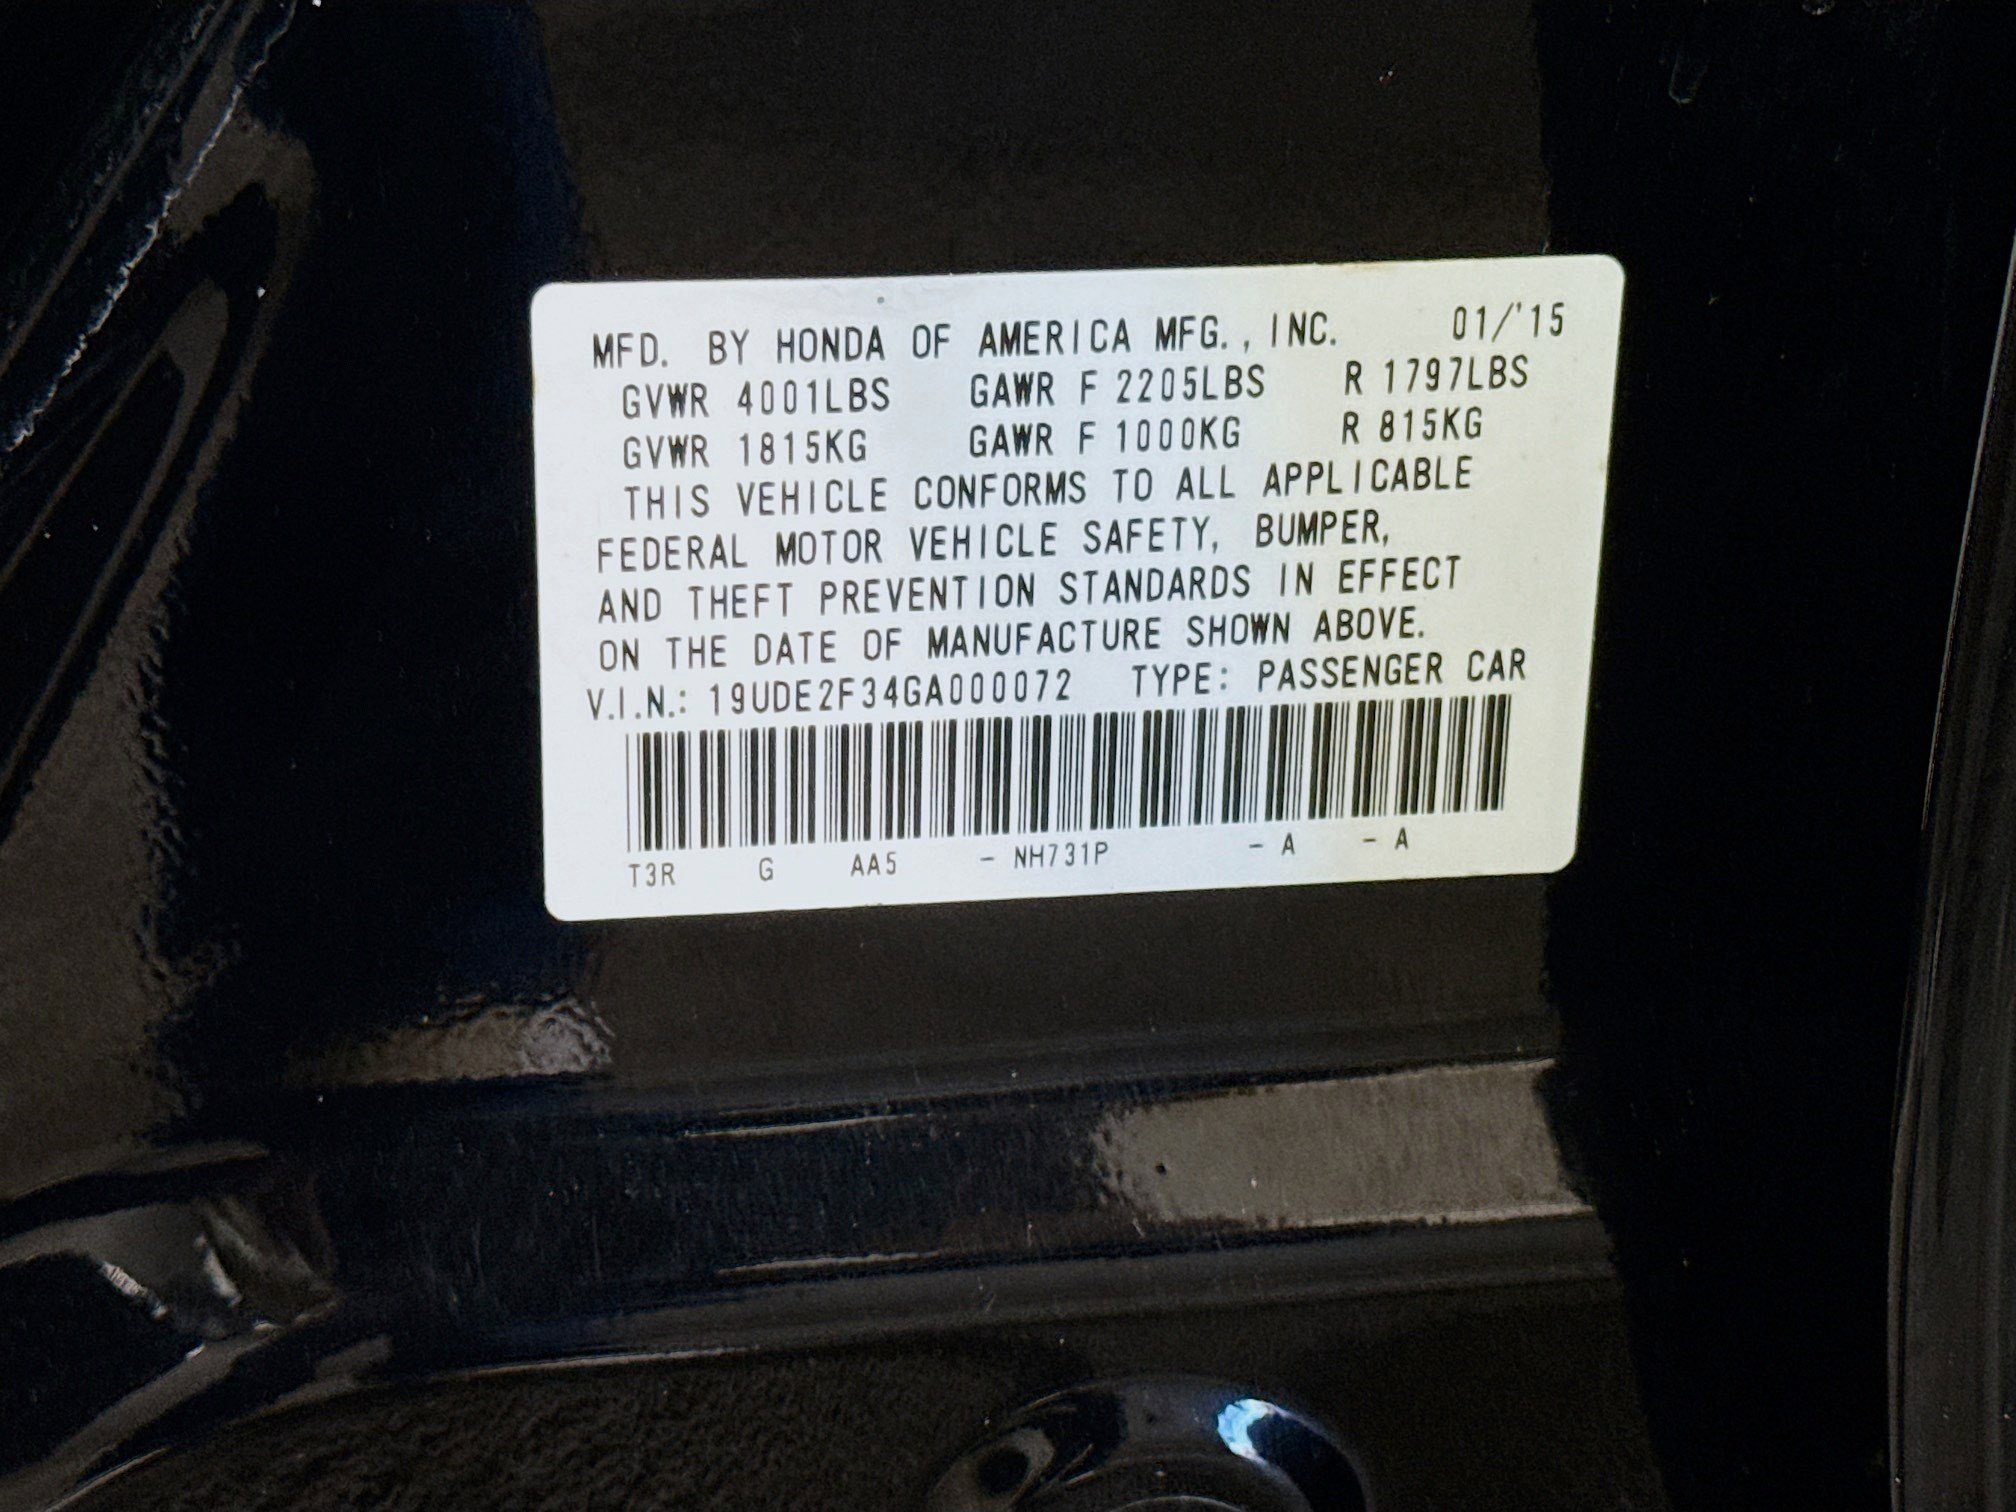 MFD. BY HONDA OF AMERICA MFG., INC. 01/'15
GVWR 4001LBS GAWR F 2205LBS R 1797LBS
GVWR 1815KG GAWR F 1000KG R 815KG
THIS VEHICLE CONFORMS TO ALL APPLICABLE
FEDERAL MOTOR VEHICLE SAFETY, BUMPER,
AND THEFT PREVENTION STANDARDS IN EFFECT
ON THE DATE OF MANUFACTURE SHOWN ABOVE.
V.I.N.: 19UDE2F34GA000072 TYPE: PASSENGER CAR
T3R G AA5 - NH731P - A - A